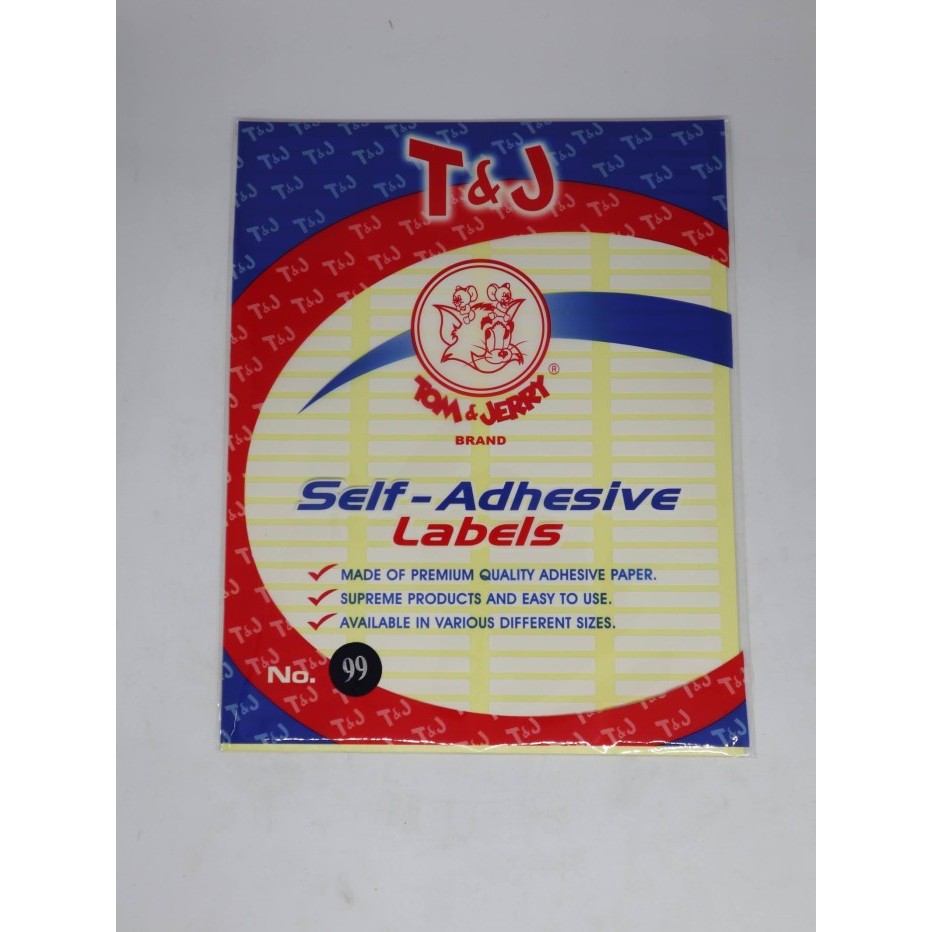 T&J
TOM & JERRY ®
BRAND
Self-Adhesive
Labels
MADE OF PREMIUM QUALITY ADHESIVE PAPER.
SUPREME PRODUCTS AND EASY TO USE.
AVAILABLE IN VARIOUS DIFFERENT SIZES.
No. 99